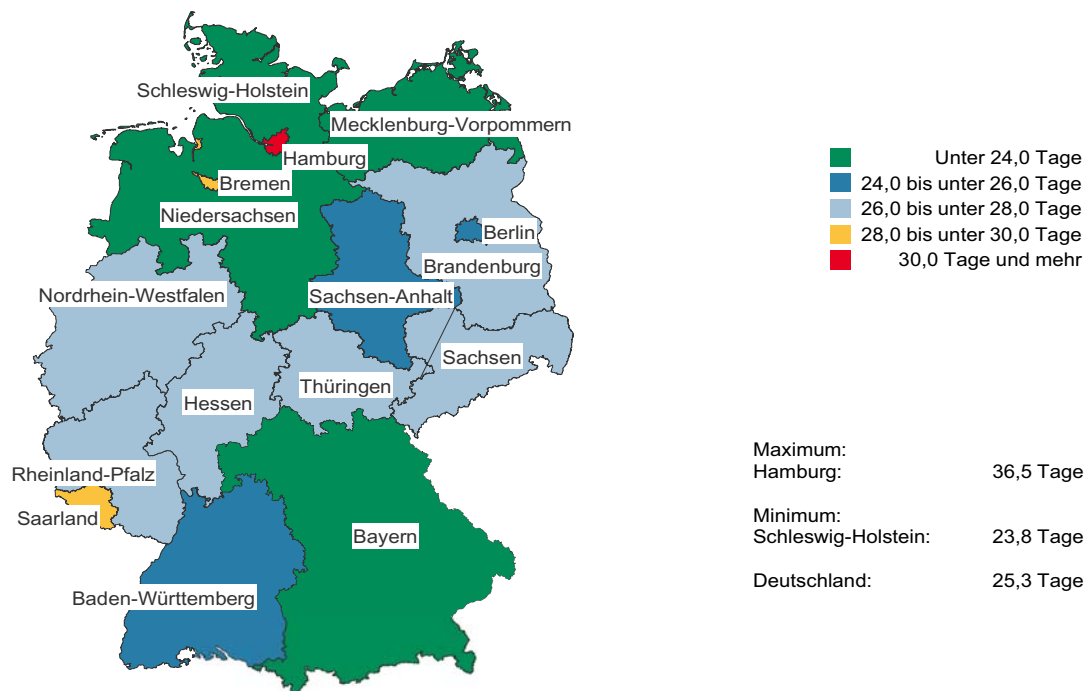 Schleswig-Holstein
Mecklenburg-Vorpommern
Hamburg
Bremen
Niedersachsen
Berlin
Brandenburg
Nordrhein-Westfalen
Sachsen-Anhalt
Sachsen
Thüringen
Hessen
Rheinland-Pfalz
Saarland
Bayern
Baden-Württemberg
Unter 24,0 Tage
24,0 bis unter 26,0 Tage
26,0 bis unter 28,0 Tage
28,0 bis unter 30,0 Tage
30,0 Tage und mehr
Maximum:
Hamburg: 36,5 Tage
Minimum:
Schleswig-Holstein: 23,8 Tage
Deutschland: 25,3 Tage